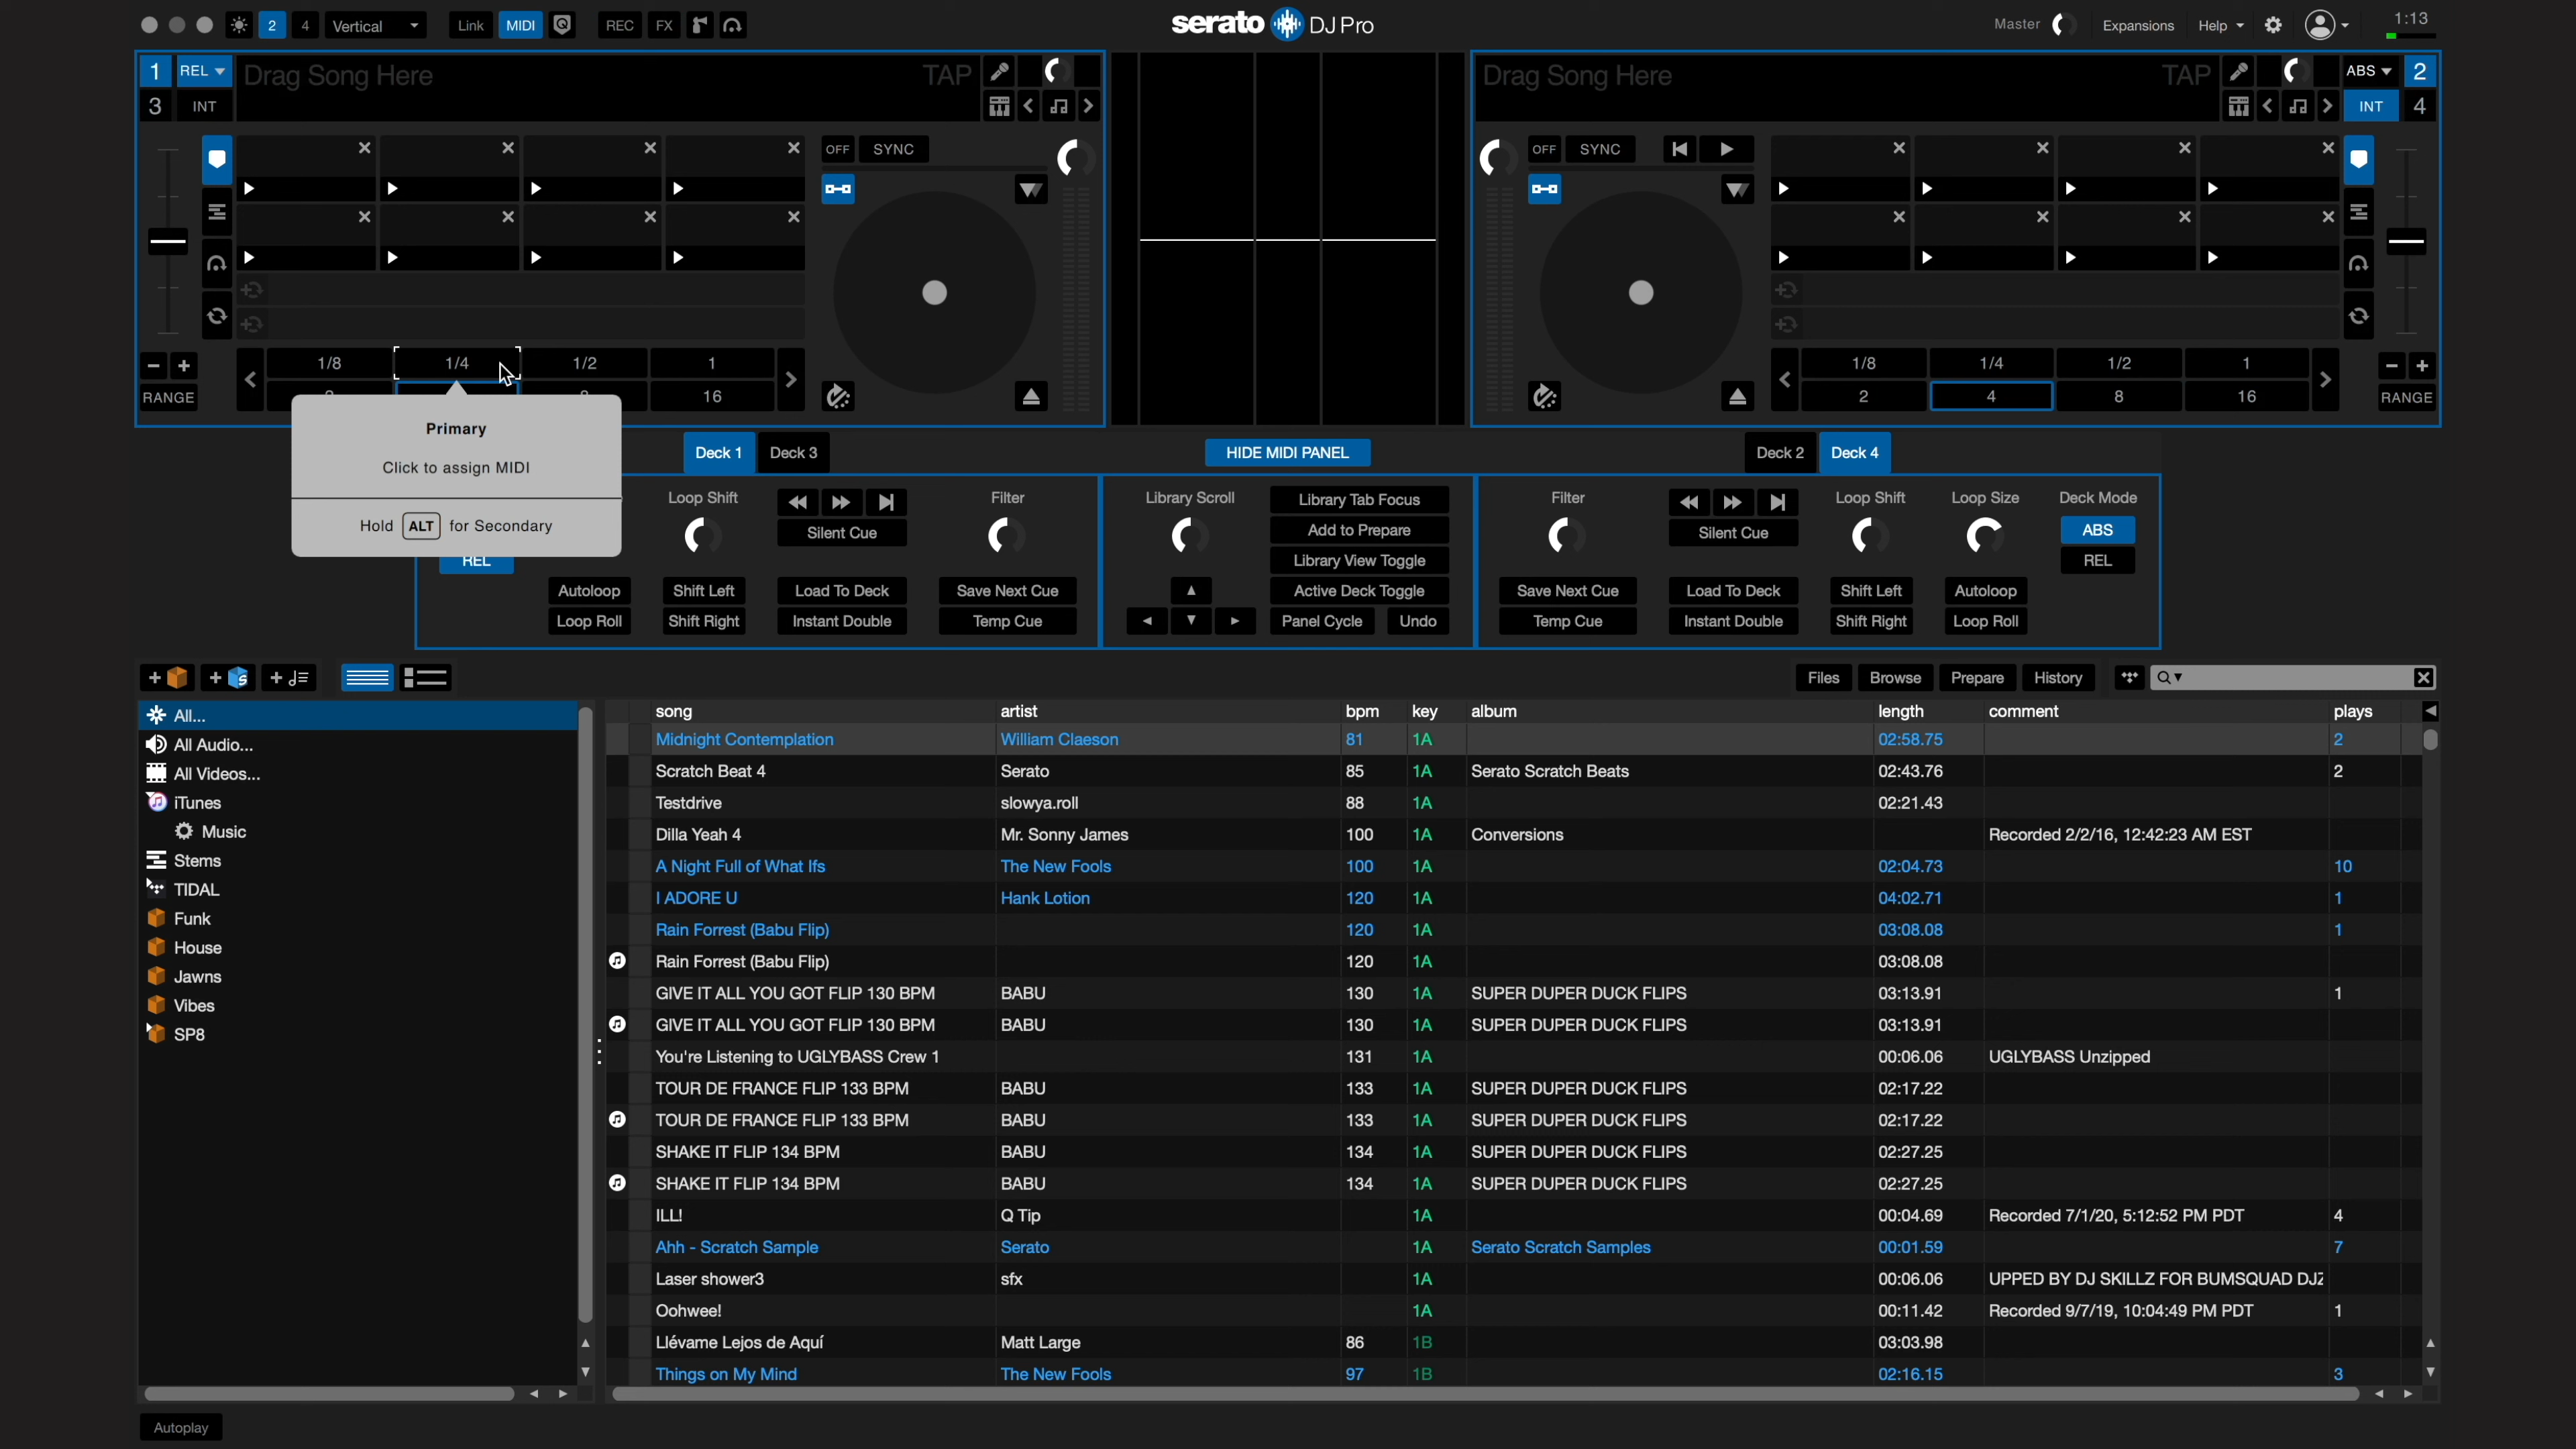 2 4 Vertical Link MIDI REC FX serato DJ Pro Master Expansions Help 1:13
1 REL Drag Song Here TAP
3 INT
Drag Song Here TAP ABS 2
INT 4
OFF SYNC
OFF SYNC
1/8 1/4 1/2 1
16
RANGE
1/8 1/4 1/2 1
2 4 8 16
RANGE
Primary
Click to assign MIDI
Hold ALT for Secondary
Deck 1 Deck 3
HIDE MIDI PANEL
Deck 2 Deck 4
REL
Loop Shift
Silent Cue
Filter
Autoloop Shift Left Load To Deck Save Next Cue
Loop Roll Shift Right Instant Double Temp Cue
Library Scroll
Library Tab Focus
Add to Prepare
Library View Toggle
Active Deck Toggle
Panel Cycle Undo
Filter
Silent Cue
Loop Shift
Loop Size
Deck Mode
ABS
REL
Save Next Cue Load To Deck Shift Left Autoloop
Temp Cue Instant Double Shift Right Loop Roll
Files Browse Prepare History
All...
All Audio...
All Videos...
iTunes
Music
Stems
TIDAL
Funk
House
Jawns
Vibes
SP8
song artist bpm key album length comment plays
Midnight Contemplation William Claeson 81 1A 02:58.75 2
Scratch Beat 4 Serato 85 1A Serato Scratch Beats 02:43.76 2
Testdrive slowya.roll 88 1A 02:21.43
Dilla Yeah 4 Mr. Sonny James 100 1A Conversions Recorded 2/2/16, 12:42:23 AM EST
A Night Full of What Ifs The New Fools 100 1A 02:04.73 10
I ADORE U Hank Lotion 120 1A 04:02.71 1
Rain Forrest (Babu Flip) 120 1A 03:08.08 1
Rain Forrest (Babu Flip) 120 1A 03:08.08
GIVE IT ALL YOU GOT FLIP 130 BPM BABU 130 1A SUPER DUPER DUCK FLIPS 03:13.91 1
GIVE IT ALL YOU GOT FLIP 130 BPM BABU 130 1A SUPER DUPER DUCK FLIPS 03:13.91
You're Listening to UGLYBASS Crew 1 131 1A 00:06.06 UGLYBASS Unzipped
TOUR DE FRANCE FLIP 133 BPM BABU 133 1A SUPER DUPER DUCK FLIPS 02:17.22
TOUR DE FRANCE FLIP 133 BPM BABU 133 1A SUPER DUPER DUCK FLIPS 02:17.22
SHAKE IT FLIP 134 BPM BABU 134 1A SUPER DUPER DUCK FLIPS 02:27.25
SHAKE IT FLIP 134 BPM BABU 134 1A SUPER DUPER DUCK FLIPS 02:27.25
ILL! Q Tip 1A 00:04.69 Recorded 7/1/20, 5:12:52 PM PDT 4
Ahh - Scratch Sample Serato 1A Serato Scratch Samples 00:01.59 7
Laser shower3 sfx 1A 00:06.06 UPPED BY DJ SKILLZ FOR BUMSQUAD DJZ
Oohwee! 1A 00:11.42 Recorded 9/7/19, 10:04:49 PM PDT 1
Llévame Lejos de Aquí Matt Large 86 1B 03:03.98
Things on My Mind The New Fools 97 1B 02:16.15 3
Autoplay